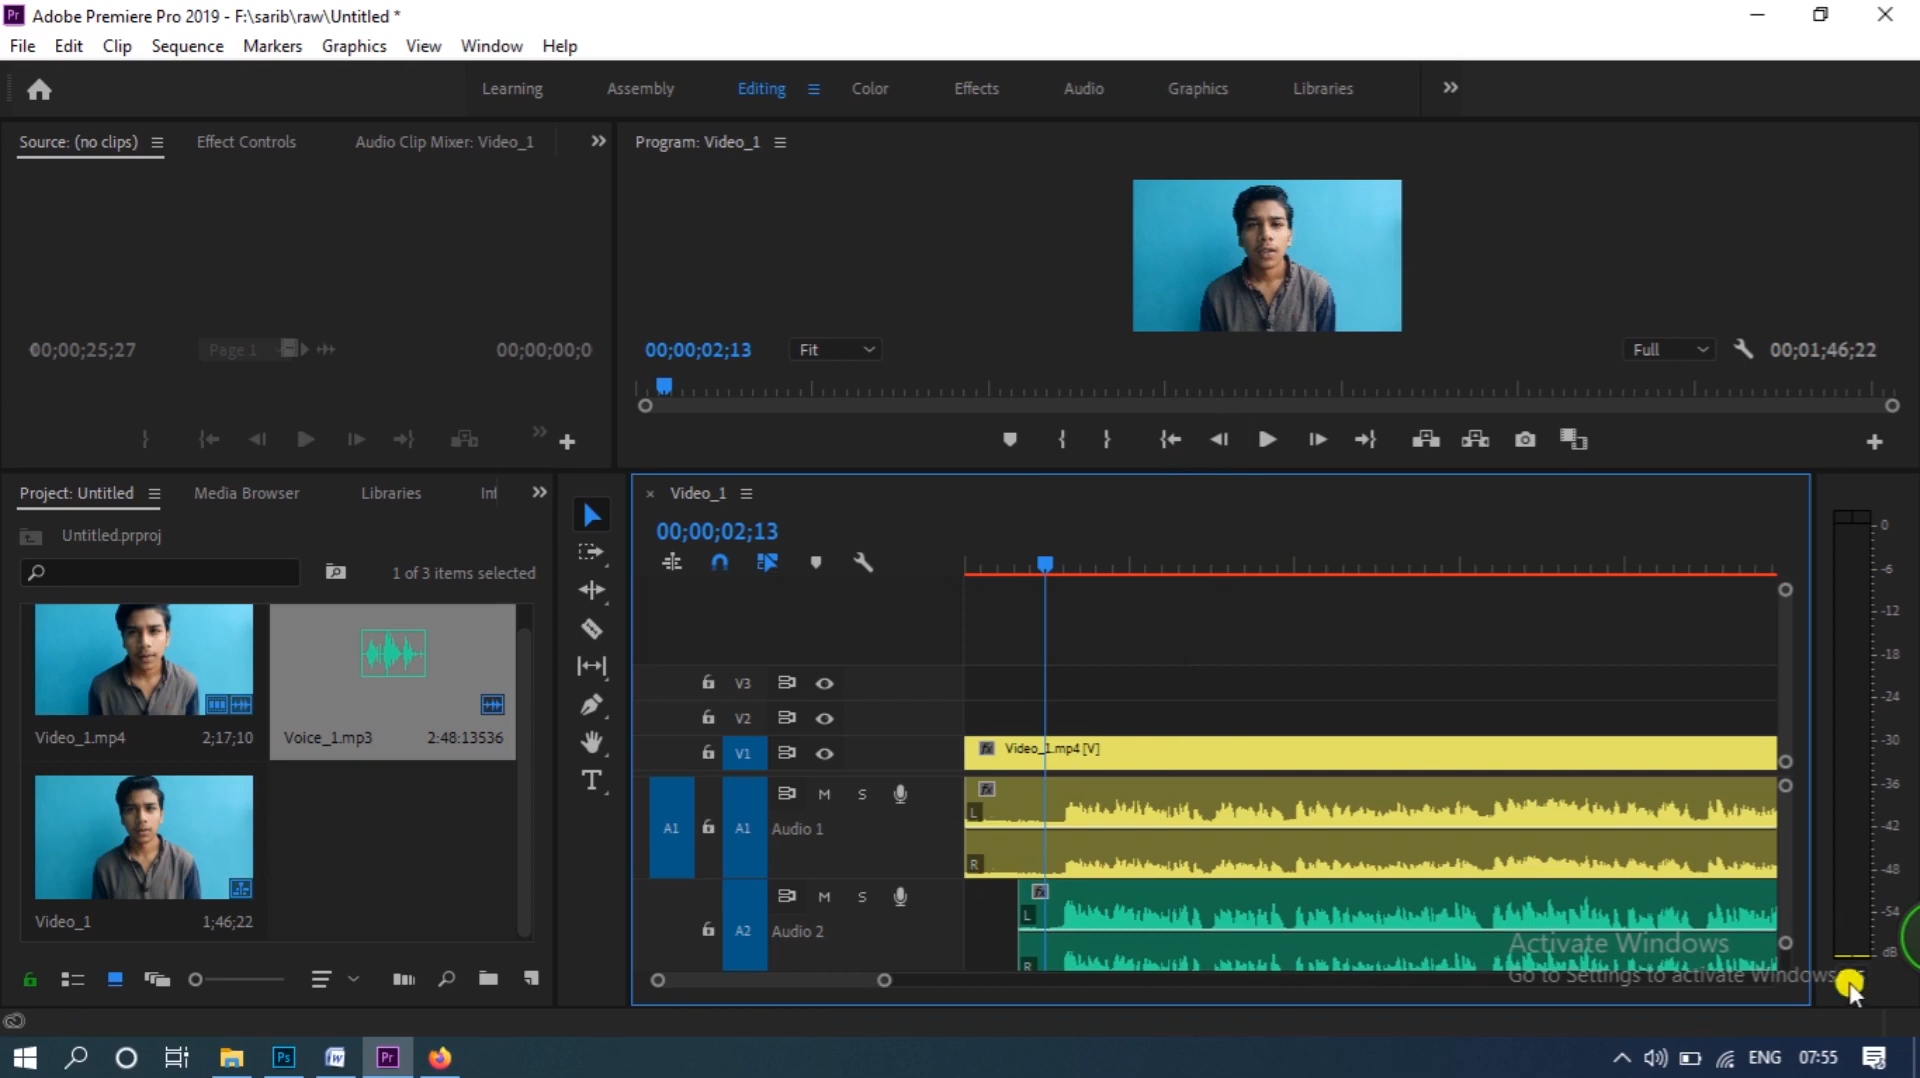 Pr Adobe Premiere Pro 2019 - F:\sarib\raw\Untitled *
File Edit Clip Sequence Markers Graphics View Window Help
Learning Assembly Editing Color Effects Audio Graphics Libraries
Source: (no clips) Effect Controls Audio Clip Mixer: Video_1
Program: Video_1
00;00;25;27 Page 1 00;00;00;0
00;00;02;13 Fit Full 00;01;46;22
Project: Untitled Media Browser Libraries
Untitled.prproj
1 of 3 items selected
Video_1.mp4 2;17;10
Voice_1.mp3 2:48:13536
Video_1 1;46;22
× Video_1
00;00;02;13
V3
V2
V1 fx Video_1.mp4 [V]
A1 A1 M S Audio 1 fx L R
A2 M S Audio 2 fx L R
0
-6
-12
-18
-24
-30
-36
-42
-48
-54
dB
Activate Windows
Go to Settings to activate Windows.
Ps W Pr ENG 07:55